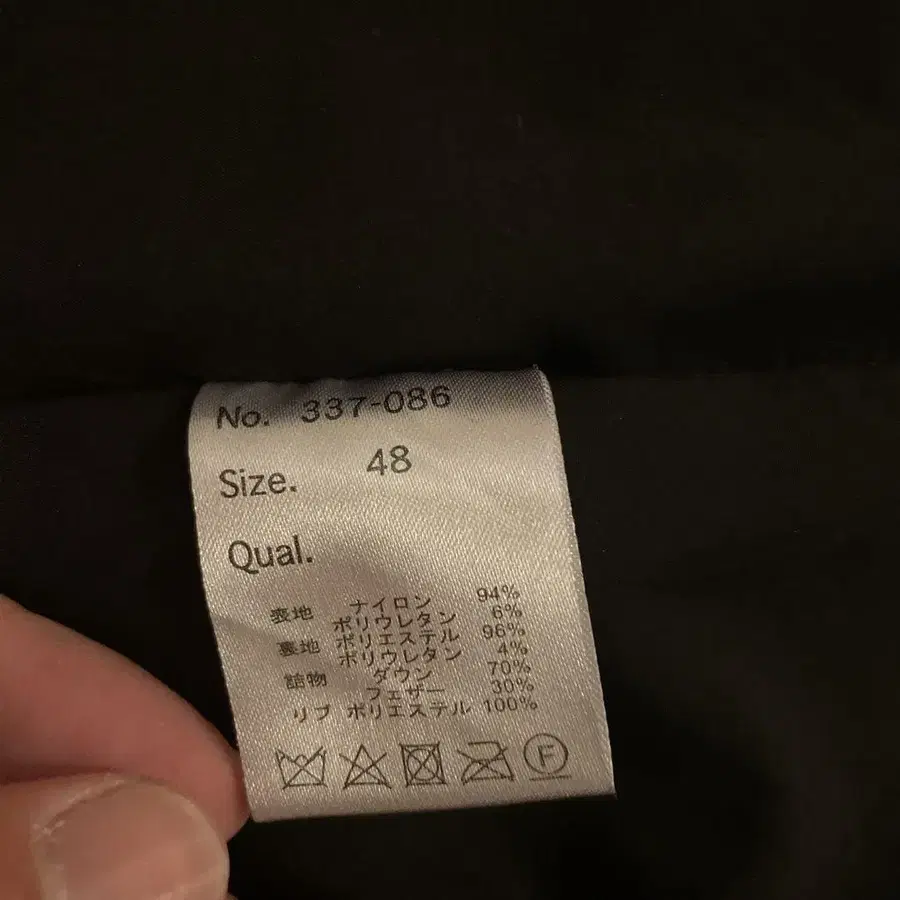 No. 337-086
Size. 48
Qual.
表地 ナイロン 94%
ポリウレタン 6%
裏地 ポリエステル 96%
ポリウレタン 4%
詰物 ダウン 70%
フェザー 30%
リブ ポリエステル 100%
F